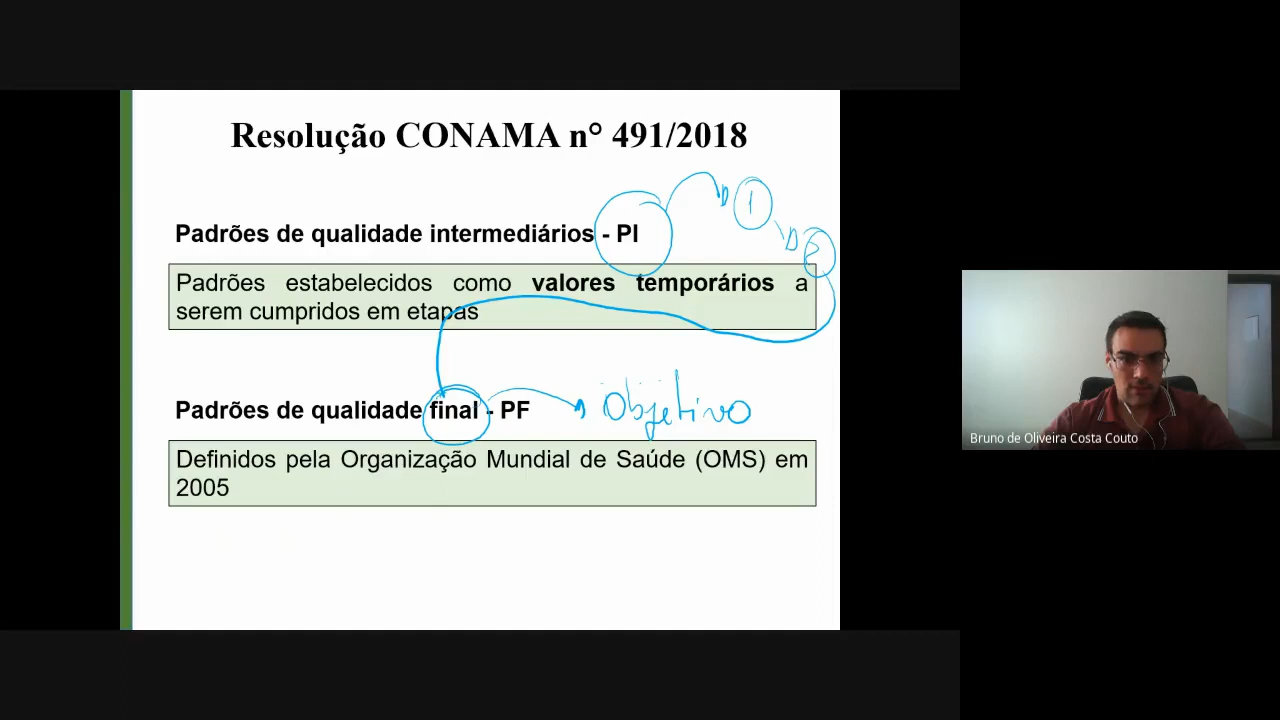 Resolução CONAMA n° 491/2018
1
Padrões de qualidade intermediários - PI
2
Padrões estabelecidos como valores temporários a
serem cumpridos em etapas
Padrões de qualidade final - PF
Objetivo
Definidos pela Organização Mundial de Saúde (OMS) em
2005
Bruno de Oliveira Costa Couto